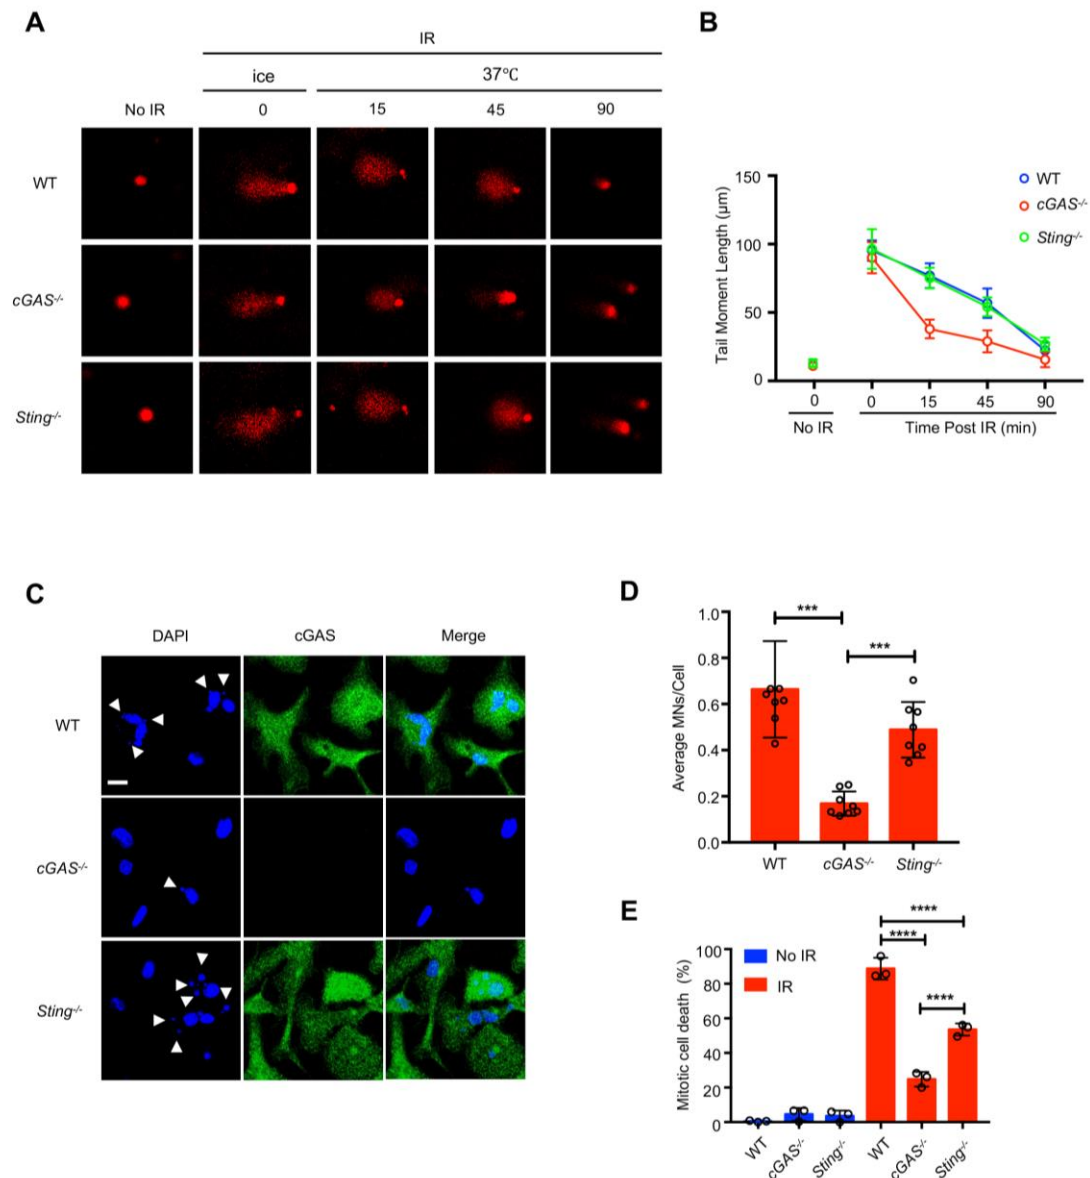 A
IR
ice 37℃
No IR 0 15 45 90
WT
cGAS-/-
Sting-/-
B
150
100
50
0
Tail Moment Length (µm)
WT
cGAS-/-
Sting-/-
0 0 15 45 90
No IR Time Post IR (min)
C
DAPI cGAS Merge
WT
cGAS-/-
Sting-/-
D
1.0
0.8
0.6
0.4
0.2
0.0
Average MNs/Cell
*** ***
WT cGAS-/- Sting-/-
E
100
80
60
40
20
0
Mitotic cell death (%)
No IR
IR
****
****
****
WT cGAS-/- Sting-/- WT cGAS-/- Sting-/-